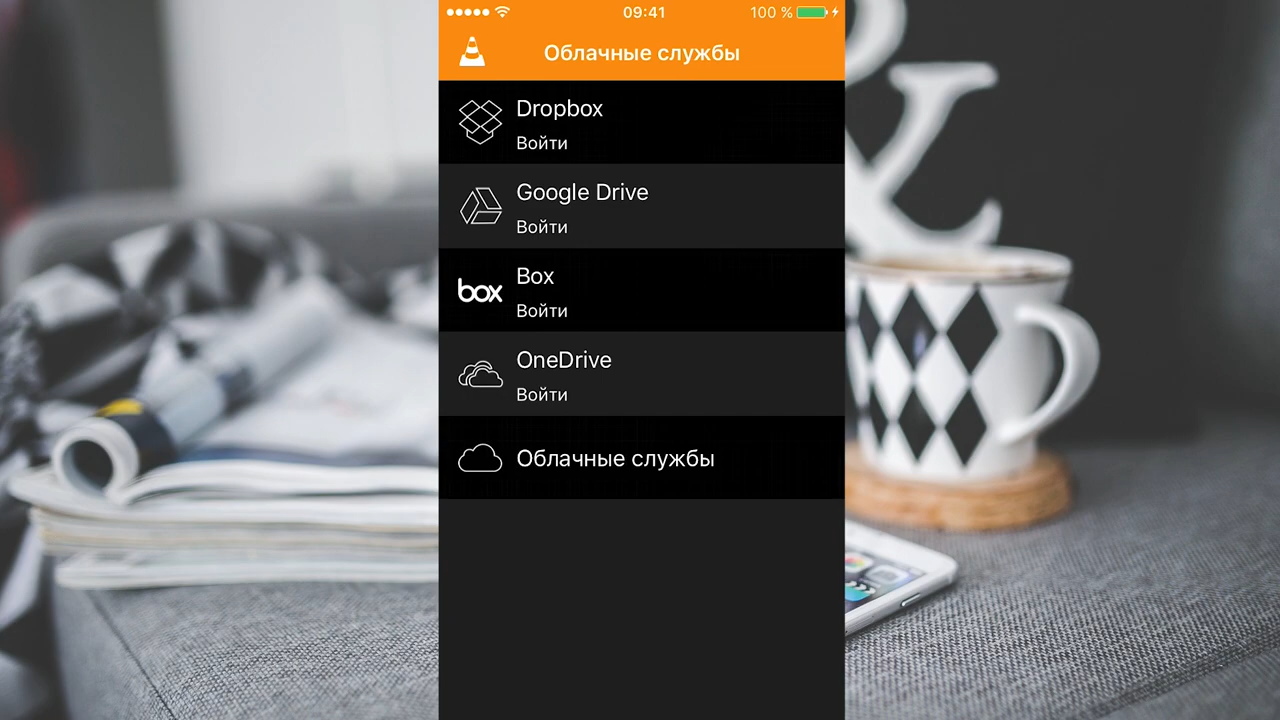 09:41
100 %
Облачные службы
Dropbox
Войти
Google Drive
Войти
box
Box
Войти
OneDrive
Войти
Облачные службы
&